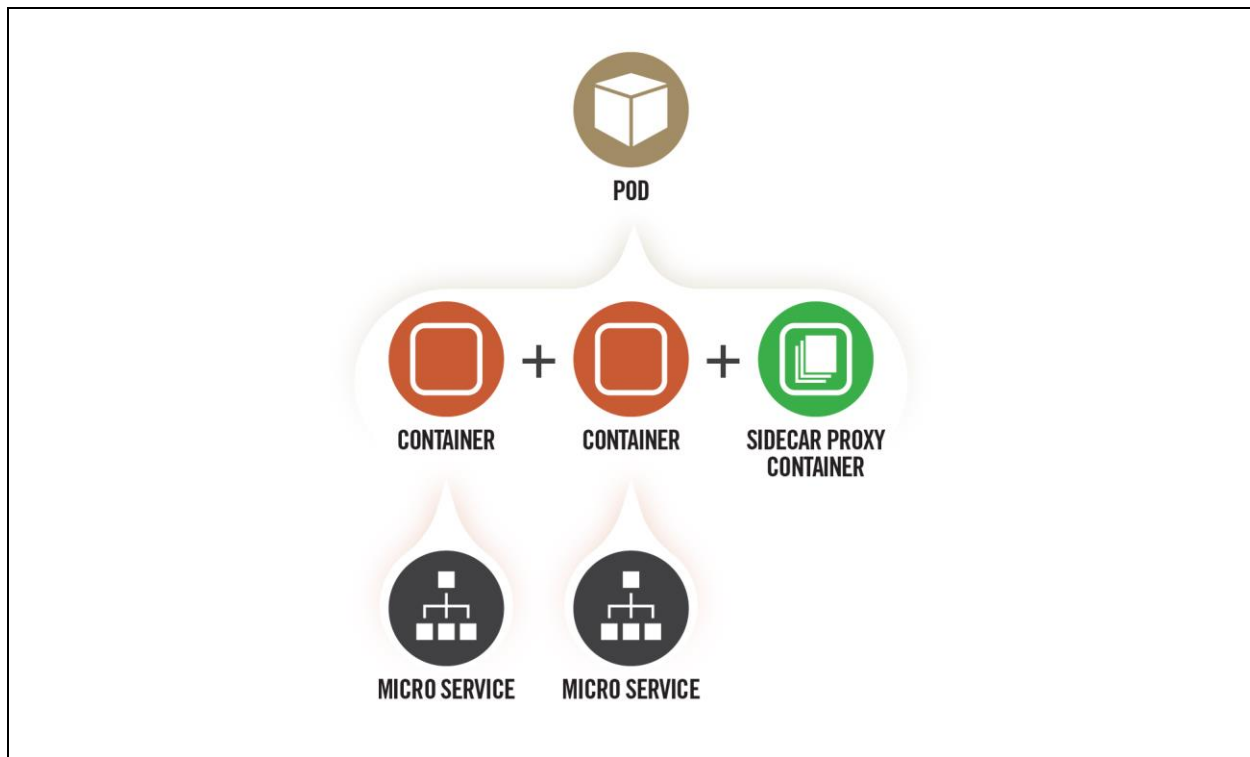 POD
CONTAINER
CONTAINER
SIDECAR PROXY
CONTAINER
MICRO SERVICE
MICRO SERVICE